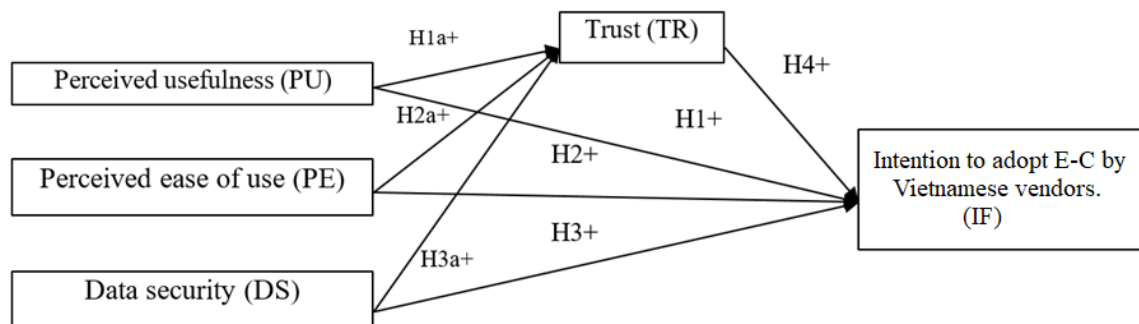 Trust (TR)
H1a+
H4+
Perceived usefulness (PU)
H2a+
H1+
H2+
Perceived ease of use (PE)
Intention to adopt E-C by
Vietnamese vendors.
(IF)
H3+
H3a+
Data security (DS)